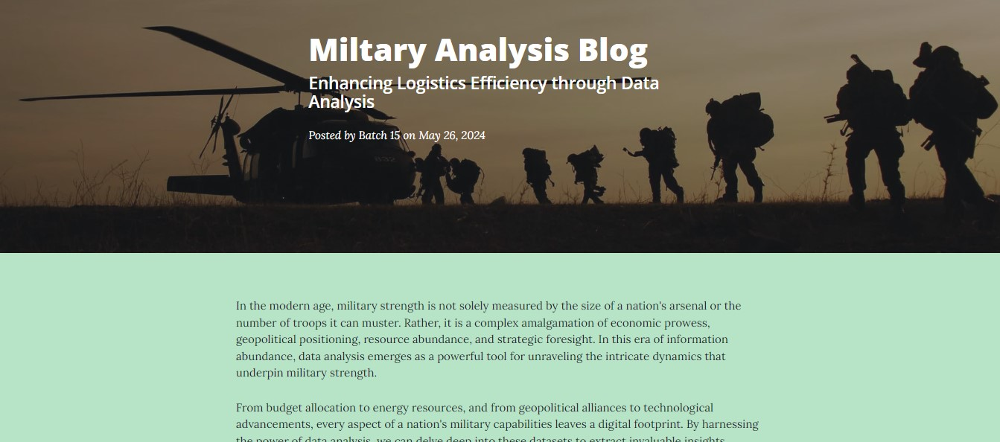 Miltary Analysis Blog
Enhancing Logistics Efficiency through Data
Analysis
Posted by Batch 15 on May 26, 2024
In the modern age, military strength is not solely measured by the size of a nation's arsenal or the
number of troops it can muster. Rather, it is a complex amalgamation of economic prowess,
geopolitical positioning, resource abundance, and strategic foresight. In this era of information
abundance, data analysis emerges as a powerful tool for unraveling the intricate dynamics that
underpin military strength.
From budget allocation to energy resources, and from geopolitical alliances to technological
advancements, every aspect of a nation's military capabilities leaves a digital footprint. By harnessing
the power of data analysis, we can delve deep into these datasets to extract invaluable insights